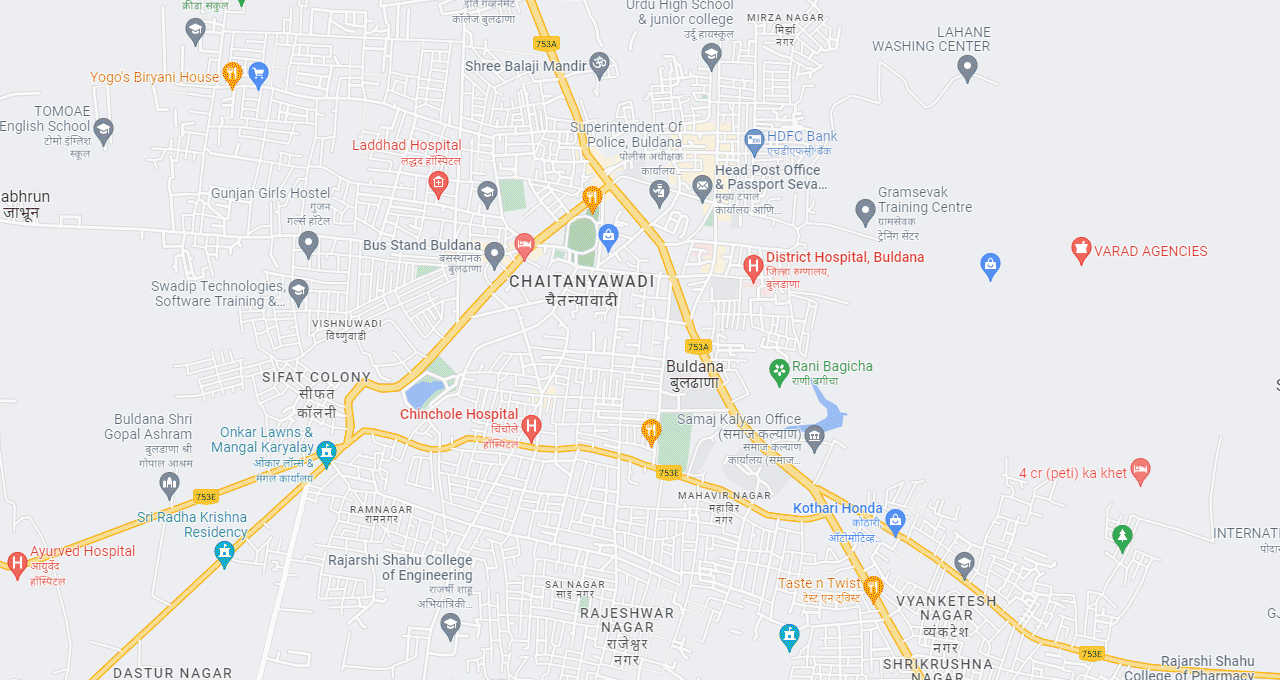 क्रीडा संकुल
कॉलेज बुलढाणा
Urdu High School
& junior college
उर्दू हायस्कूल
MIRZA NAGAR
मिर्झा
नगर
LAHANE
WASHING CENTER
753A
Shree Balaji Mandir
Yogo's Biryani House
TOMOAE
English School
टोमो इंग्लिश
स्कूल
Superintendent Of
Police, Buldana
पोलीस अधीक्षक
कार्यालय...
HDFC Bank
एचडीएफसी बँक
Laddhad Hospital
लद्धड हॉस्पिटल
Head Post Office
& Passport Seva...
मुख्य टपाल
कार्यालय आणि...
Gunjan Girls Hostel
गुंजन
गर्ल्स हॉटेल
abhrun
जाभून
Gramsevak
Training Centre
ग्रामसेवक
ट्रेनिंग सेंटर
Bus Stand Buldana
बसस्थानक
बुलढाणा
District Hospital, Buldana
जिल्हा रुग्णालय,
बुलडाणा
VARAD AGENCIES
CHAITANYAWADI
चैतन्यावादी
Swadip Technologies,
Software Training &...
VISHNUWADI
विष्णुवाडी
753A
Buldana
बुलढाणा
Rani Bagicha
राणी बगीचा
SIFAT COLONY
सीफत
कॉलनी
Chinchole Hospital
चिंचोले
हॉस्पिटल
Samaj Kalyan Office
(समाज कल्याण)
समाज कल्याण
कार्यालय (समाज...
Buldana Shri
Gopal Ashram
बुलडाणा श्री
गोपाल आश्रम
Onkar Lawns &
Mangal Karyalay
ओंकार लॉन्स &
मंगल कार्यालय
753E
753E
4 cr (peti) ka khet
MAHAVIR NAGAR
महाविर
नगर
RAMNAGAR
रामनगर
Kothari Honda
कोठारी
ऑटोमोटिव्ह...
Sri Radha Krishna
Residency
INTERNATI
पोदार
Ayurved Hospital
आयुर्वेद
हॉस्पिटल
Rajarshi Shahu College
of Engineering
राजर्षी शाहू
अभियांत्रिकी...
SAI NAGAR
साइ नगर
Taste n Twist
टेस्ट एन ट्विस्ट
RAJESHWAR
NAGAR
राजेश्वर
नगर
VYANKETESH
NAGAR
व्यंकटेश
नगर
SHRIKRUSHNA
NAGAR
753E
Rajarshi Shahu
College of Pharmacy
DASTUR NAGAR